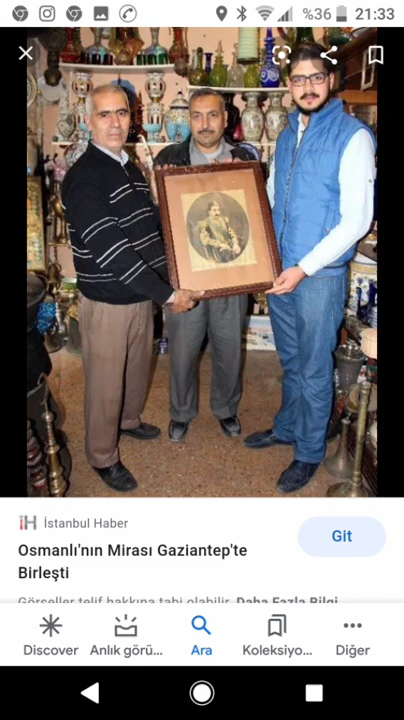 %36 21:33
İstanbul Haber
Git
Osmanlı'nın Mirası Gaziantep'te
Birleşti
Görseller telif hakkına tabi olabilir. Daha Fazla Bilgi
Discover Anlık görü... Ara Koleksiyo... Diğer